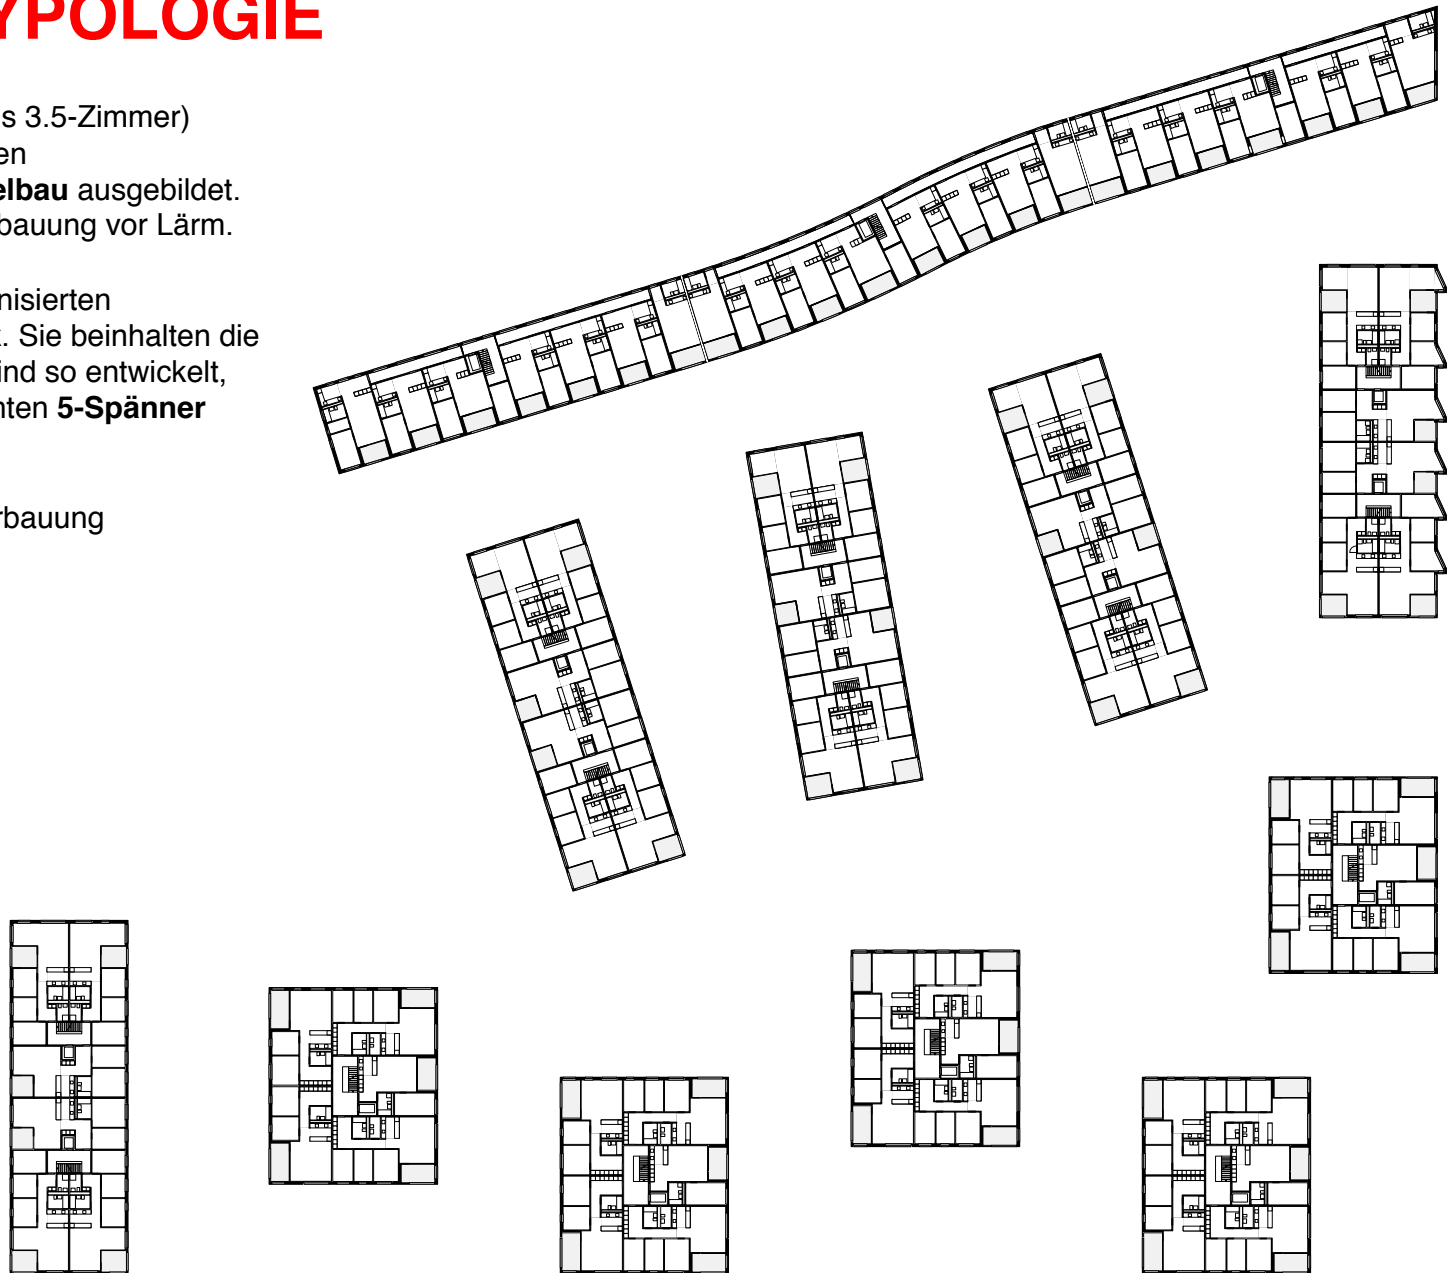 YPOLOGIE
s 3.5-Zimmer)
en
elbau ausgebildet.
bauung vor Lärm.
nisierten
. Sie beinhalten die
ind so entwickelt,
nten 5-Spänner
rbauung